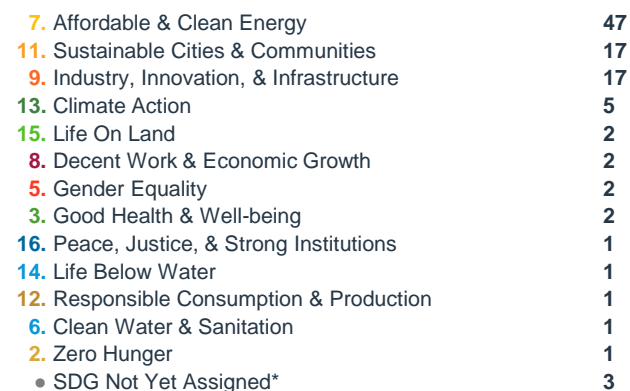 7. Affordable & Clean Energy 47
11. Sustainable Cities & Communities 17
9. Industry, Innovation, & Infrastructure 17
13. Climate Action 5
15. Life On Land 2
8. Decent Work & Economic Growth 2
5. Gender Equality 2
3. Good Health & Well-being 2
16. Peace, Justice, & Strong Institutions 1
14. Life Below Water 1
12. Responsible Consumption & Production 1
6. Clean Water & Sanitation 1
2. Zero Hunger 1
● SDG Not Yet Assigned* 3